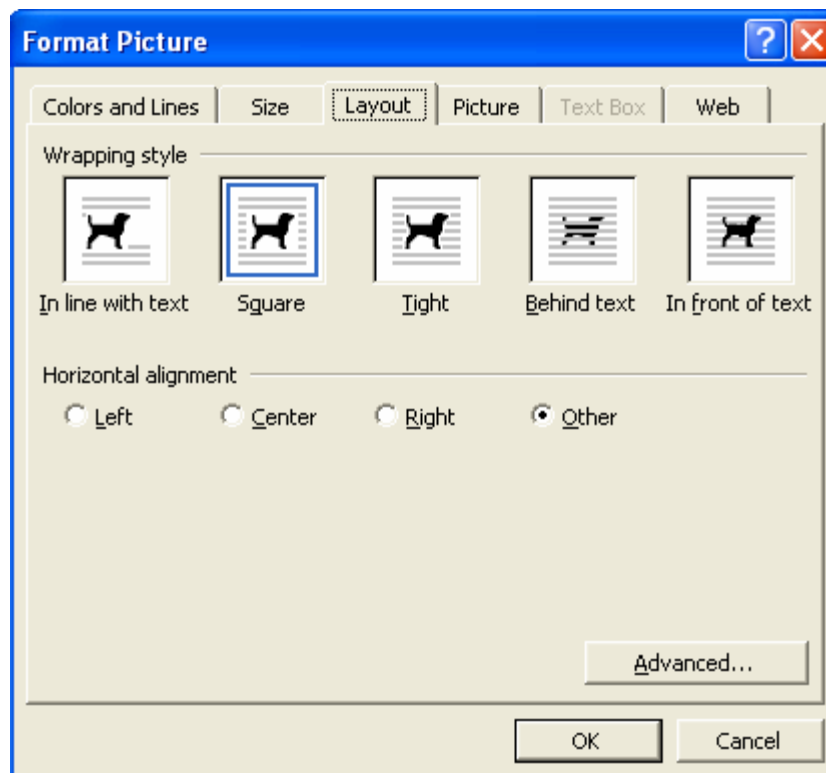 Format Picture ?
Colors and Lines Size Layout Picture Text Box Web
Wrapping style
In line with text Square Tight Behind text In front of text
Horizontal alignment
Left Center Right Other
Advanced...
OK Cancel